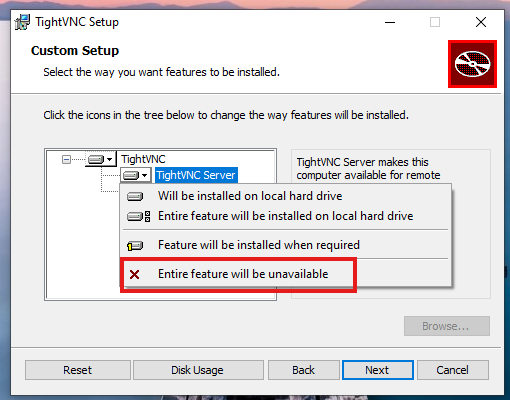 TightVNC Setup
Custom Setup
Select the way you want features to be installed.
Click the icons in the tree below to change the way features will be installed.
TightVNC
TightVNC Server
TightVNC Server makes this
computer available for remote
Will be installed on local hard drive
Entire feature will be installed on local hard drive
Feature will be installed when required
Entire feature will be unavailable
Browse...
Reset
Disk Usage
Back
Next
Cancel